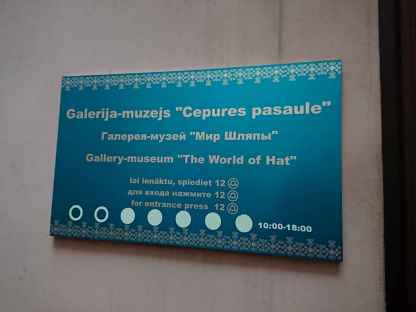 Galerija-muzejs "Cepures pasaule"
Галерея-музей "Мир Шляпы"
Gallery-museum "The World of Hat"
lai ienāktu, spiediet 12
для входа нажмите 12
for entrance press 12
10:00-18:00